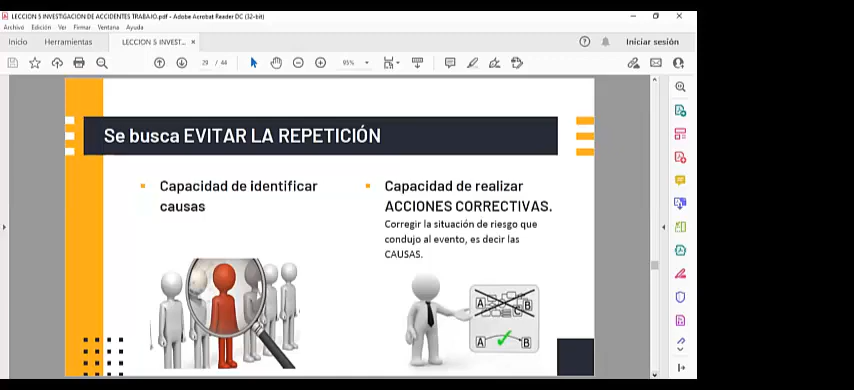 LECCION 5 INVESTIGACION DE ACCIDENTES TRABAJO.pdf - Adobe Acrobat Reader DC (32-bit)
Archivo Edición Ver Firmar Ventana Ayuda
Inicio Herramientas LECCION 5 INVEST... × Iniciar sesión
29 / 44 95%
Se busca EVITAR LA REPETICIÓN
Capacidad de identificar
causas
Capacidad de realizar
ACCIONES CORRECTIVAS.
Corregir la situación de riesgo que
condujo al evento, es decir las
CAUSAS.
A B
A B